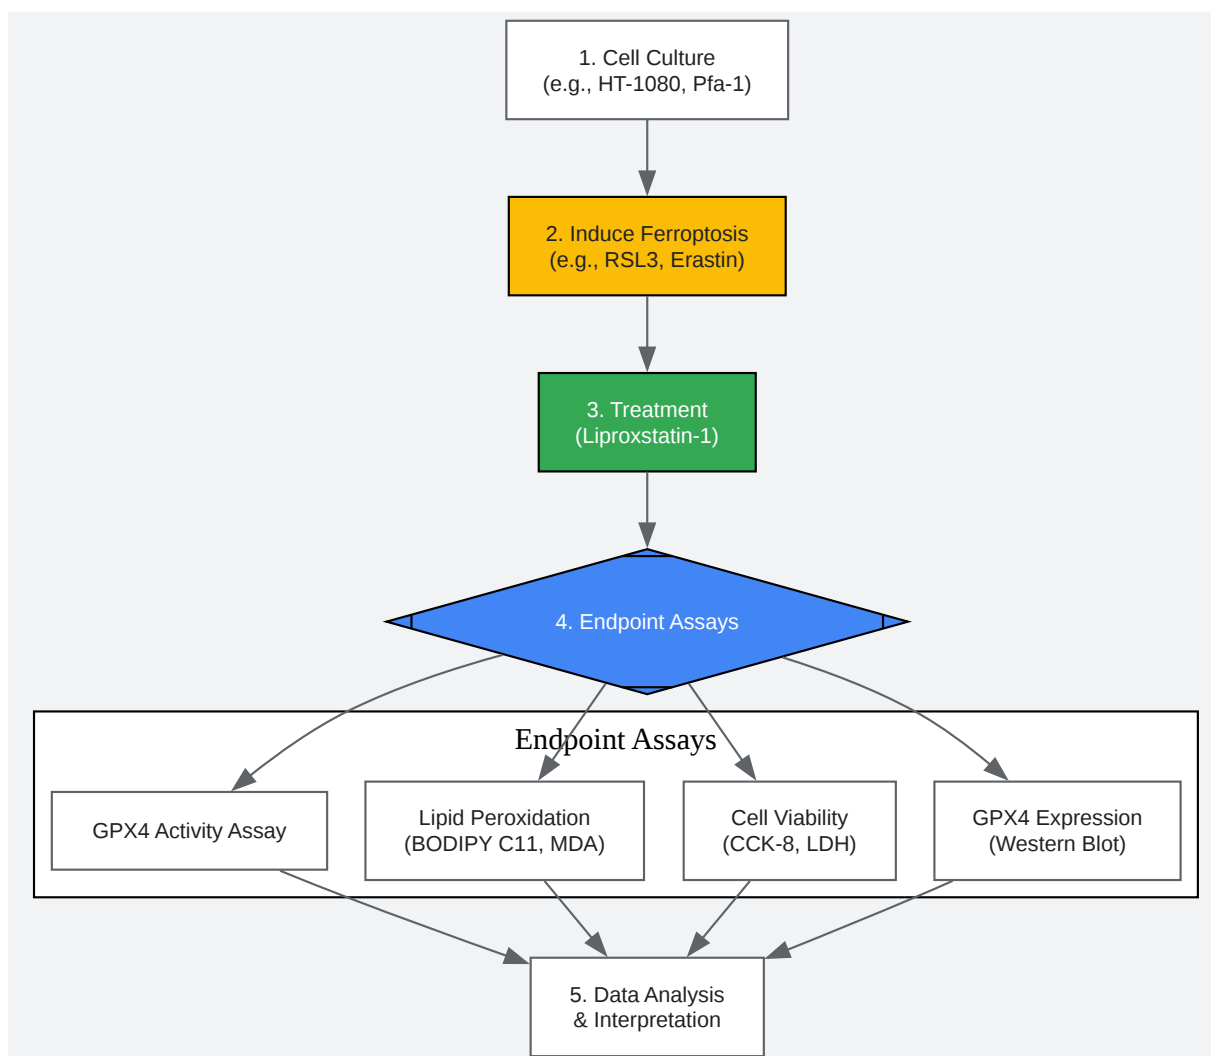 1. Cell Culture
(e.g., HT-1080, Pfa-1)
2. Induce Ferroptosis
(e.g., RSL3, Erastin)
3. Treatment
(Liproxstatin-1)
4. Endpoint Assays
Endpoint Assays
GPX4 Activity Assay
Lipid Peroxidation
(BODIPY C11, MDA)
Cell Viability
(CCK-8, LDH)
GPX4 Expression
(Western Blot)
5. Data Analysis
& Interpretation